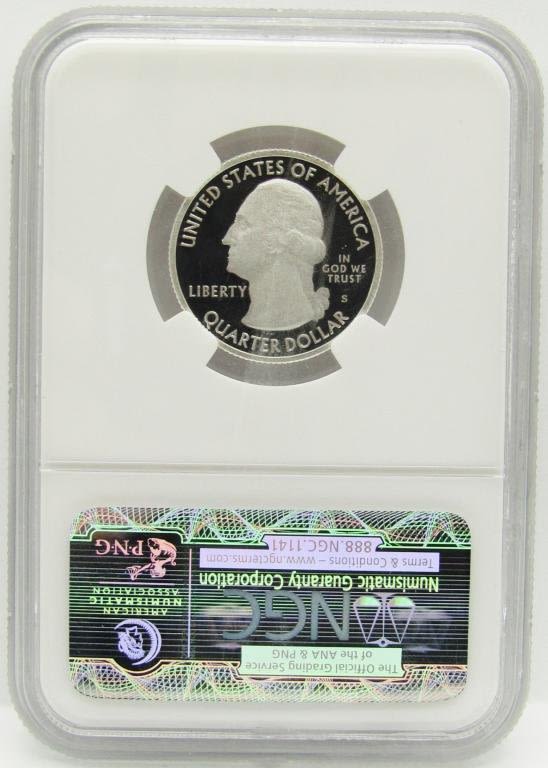 UNITED STATES OF AMERICA
LIBERTY
IN
GOD WE
TRUST
S
QUARTER DOLLAR
The Official Grading Service
of the ANA & PNG
NGC
Numismatic Guaranty Corporation
Terms & Conditions – www.ngcterms.com
888.NGC.1141
AMERICAN
NUMISMATIC
ASSOCIATION
P·N·G